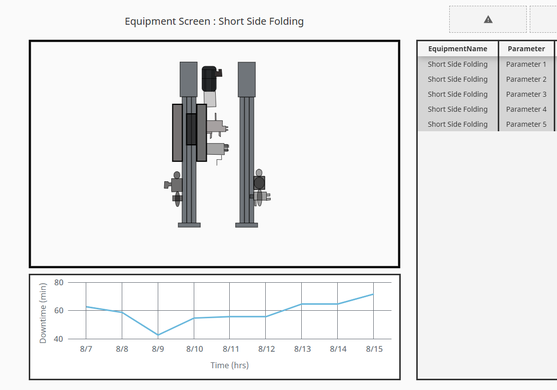 Equipment Screen : Short Side Folding
EquipmentName Parameter
Short Side Folding Parameter 1
Short Side Folding Parameter 2
Short Side Folding Parameter 3
Short Side Folding Parameter 4
Short Side Folding Parameter 5
Downtime (min)
80
60
40
8/7 8/8 8/9 8/10 8/11 8/12 8/13 8/14 8/15
Time (hrs)